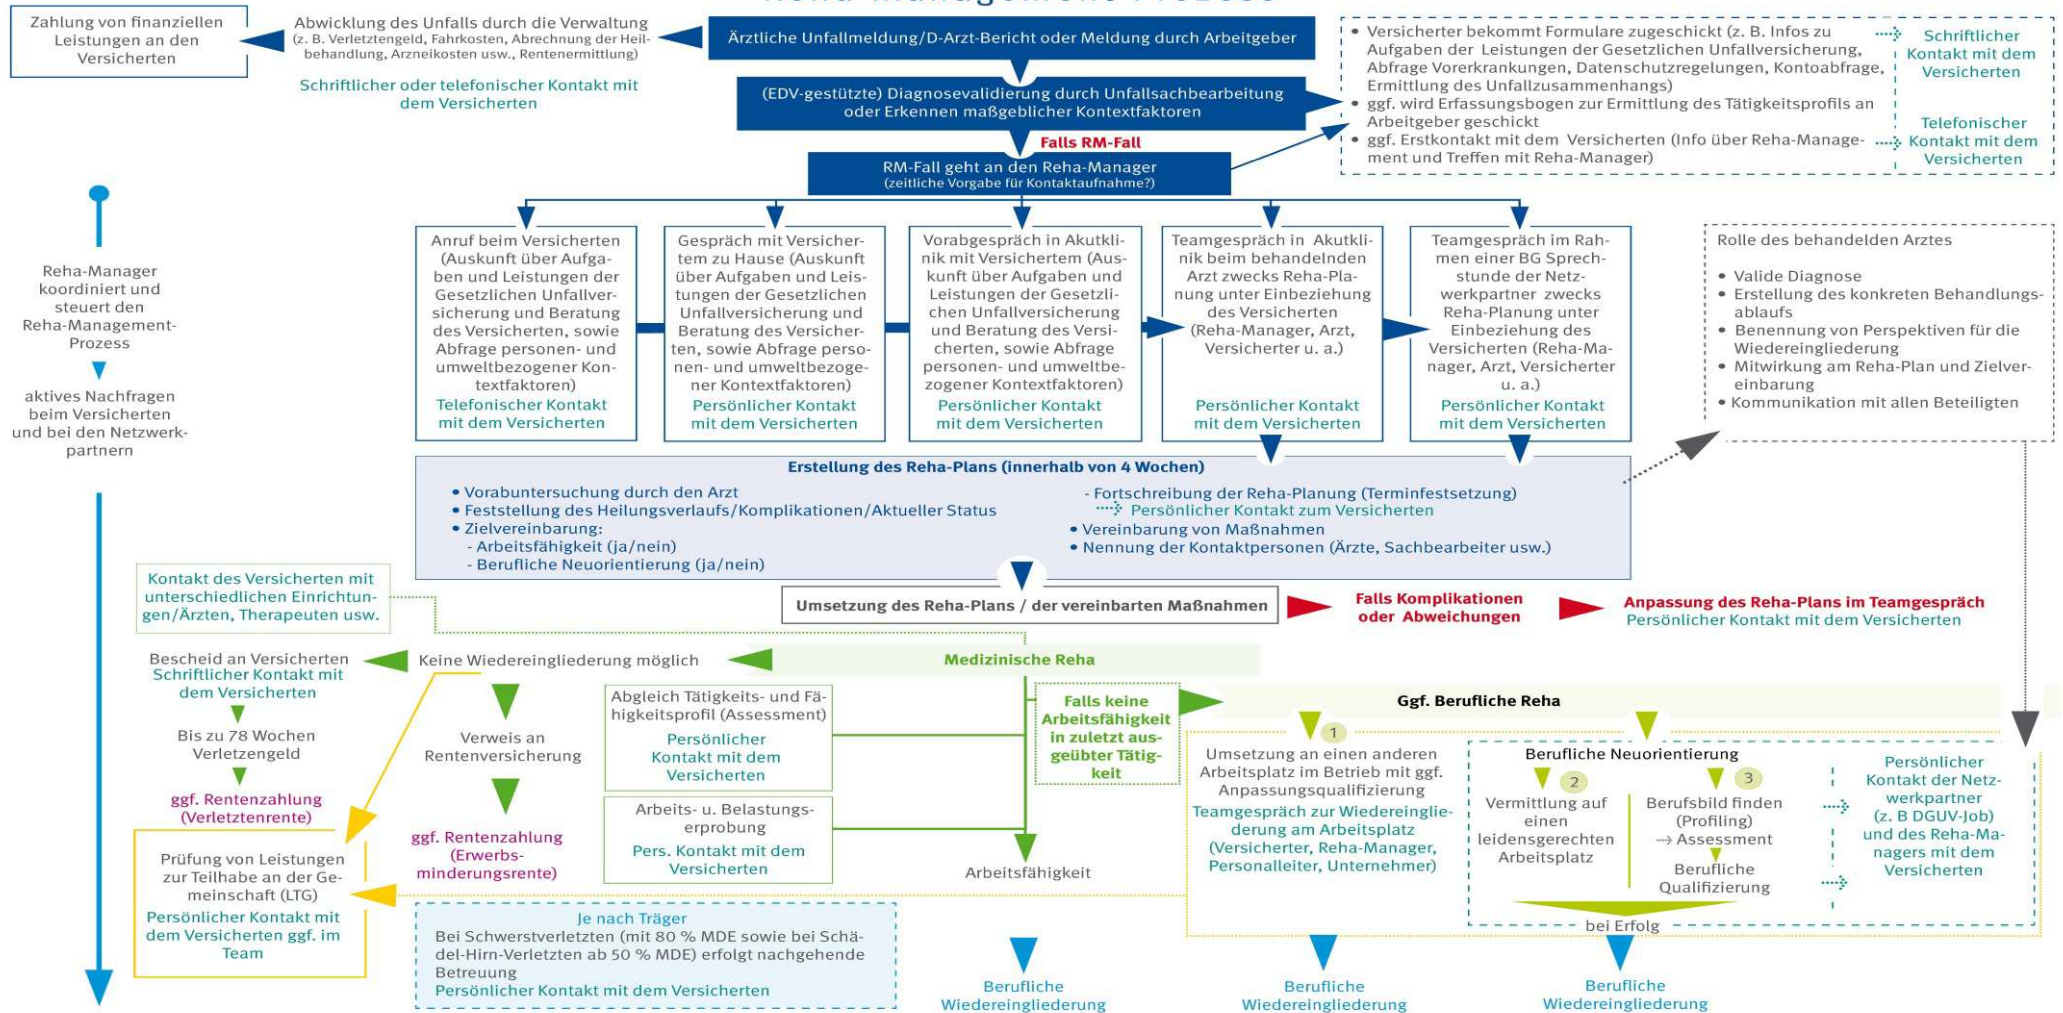 Reha-Management-Prozess
Zahlung von finanziellen
Leistungen an den
Versicherten
Abwicklung des Unfalls durch die Verwaltung
(z. B. Verletztengeld, Fahrkosten, Abrechnung der Heil-
behandlung, Arzneikosten usw., Rentenermittlung)
Schriftlicher oder telefonischer Kontakt mit
dem Versicherten
Ärztliche Unfallmeldung/D-Arzt-Bericht oder Meldung durch Arbeitgeber
(EDV-gestützte) Diagnosevalidierung durch Unfallsachbearbeitung
oder Erkennen maßgeblicher Kontextfaktoren
Falls RM-Fall
RM-Fall geht an den Reha-Manager
(zeitliche Vorgabe für Kontaktaufnahme?)
• Versicherter bekommt Formulare zugeschickt (z. B. Infos zu
Aufgaben der Leistungen der Gesetzlichen Unfallversicherung,
Abfrage Vorerkrankungen, Datenschutzregelungen, Kontoabfrage,
Ermittlung des Unfallzusammenhangs)
• ggf. wird Erfassungsbogen zur Ermittlung des Tätigkeitsprofils an
Arbeitgeber geschickt
• ggf. Erstkontakt mit dem Versicherten (Info über Reha-Manage-
ment und Treffen mit Reha-Manager)
Schriftlicher
Kontakt mit dem
Versicherten
Telefonischer
Kontakt mit dem
Versicherten
Reha-Manager
koordiniert und
steuert den
Reha-Management-
Prozess
aktives Nachfragen
beim Versicherten
und bei den Netzwerk-
partnern
Anruf beim Versicherten
(Auskunft über Aufga-
ben und Leistungen der
Gesetzlichen Unfallver-
sicherung und Beratung
des Versicherten, sowie
Abfrage personen- und
umweltbezogener Kon-
textfaktoren)
Telefonischer Kontakt
mit dem Versicherten
Gespräch mit Versicher-
tem zu Hause (Auskunft
über Aufgaben und Leis-
tungen der Gesetzlichen
Unfallversicherung und
Beratung des Versicher-
ten, sowie Abfrage perso-
nen- und umweltbezoge-
ner Kontextfaktoren)
Persönlicher Kontakt
mit dem Versicherten
Vorabgespräch in Akutkli-
nik mit Versichertem (Aus-
kunft über Aufgaben und
Leistungen der Gesetzli-
chen Unfallversicherung
und Beratung des Versi-
cherten, sowie Abfrage
personen- und umweltbe-
zogener Kontextfaktoren)
Persönlicher Kontakt
mit dem Versicherten
Teamgespräch in Akutkli-
nik beim behandelnden
Arzt zwecks Reha-Pla-
nung unter Einbeziehung
des Versicherten
(Reha-Manager, Arzt,
Versicherter u. a.)
Persönlicher Kontakt
mit dem Versicherten
Teamgespräch im Rah-
men einer BG Sprech-
stunde der Netz-
werkpartner zwecks
Reha-Planung unter
Einbeziehung des
Versicherten (Reha-Ma-
nager, Arzt, Versicherter
u. a.)
Persönlicher Kontakt
mit dem Versicherten
Rolle des behandelden Arztes
• Valide Diagnose
• Erstellung des konkreten Behandlungs-
ablaufs
• Benennung von Perspektiven für die
Wiedereingliederung
• Mitwirkung am Reha-Plan und Zielver-
einbarung
• Kommunikation mit allen Beteiligten
Erstellung des Reha-Plans (innerhalb von 4 Wochen)
• Vorabuntersuchung durch den Arzt
• Feststellung des Heilungsverlaufs/Komplikationen/Aktueller Status
• Zielvereinbarung:
- Arbeitsfähigkeit (ja/nein)
- Berufliche Neuorientierung (ja/nein)
- Fortschreibung der Reha-Planung (Terminfestsetzung)
Persönlicher Kontakt zum Versicherten
• Vereinbarung von Maßnahmen
• Nennung der Kontaktpersonen (Ärzte, Sachbearbeiter usw.)
Kontakt des Versicherten mit
unterschiedlichen Einrichtun-
gen/Ärzten, Therapeuten usw.
Umsetzung des Reha-Plans / der vereinbarten Maßnahmen
Falls Komplikationen
oder Abweichungen
Anpassung des Reha-Plans im Teamgespräch
Persönlicher Kontakt mit dem Versicherten
Bescheid an Versicherten
Schriftlicher Kontakt mit
dem Versicherten
Keine Wiedereingliederung möglich
Medizinische Reha
Bis zu 78 Wochen
Verletzengeld
ggf. Rentenzahlung
(Verletztenrente)
Verweis an
Rentenversicherung
ggf. Rentenzahlung
(Erwerbs-
minderungsrente)
Abgleich Tätigkeits- und Fä-
higkeitsprofil (Assessment)
Persönlicher
Kontakt mit dem
Versicherten
Arbeits- u. Belastungs-
erprobung
Pers. Kontakt mit dem
Versicherten
Falls keine
Arbeitsfähigkeit
in zuletzt aus-
geübter Tätig-
keit
Arbeitsfähigkeit
Ggf. Berufliche Reha
1
Umsetzung an einen anderen
Arbeitsplatz im Betrieb mit ggf.
Anpassungsqualifizierung
Teamgespräch zur Wiedereinglie-
derung am Arbeitsplatz
(Versicherter, Reha-Manager,
Personalleiter, Unternehmer)
Berufliche Neuorientierung
2
Vermittlung auf
einen
leidensgerechten
Arbeitsplatz
3
Berufsbild finden
(Profiling)
Assessment
Berufliche
Qualifizierung
bei Erfolg
Persönlicher
Kontakt der Netz-
werkpartner
(z. B DGUV-Job)
und des Reha-Ma-
nagers mit dem
Versicherten
Prüfung von Leistungen
zur Teilhabe an der Ge-
meinschaft (LTG)
Persönlicher Kontakt mit
dem Versicherten ggf. im
Team
Je nach Träger
Bei Schwerstverletzten (mit 80 % MDE sowie bei Schä-
del-Hirn-Verletzten ab 50 % MDE) erfolgt nachgehende
Betreuung
Persönlicher Kontakt mit dem Versicherten
Berufliche
Wiedereingliederung
Berufliche
Wiedereingliederung
Berufliche
Wiedereingliederung